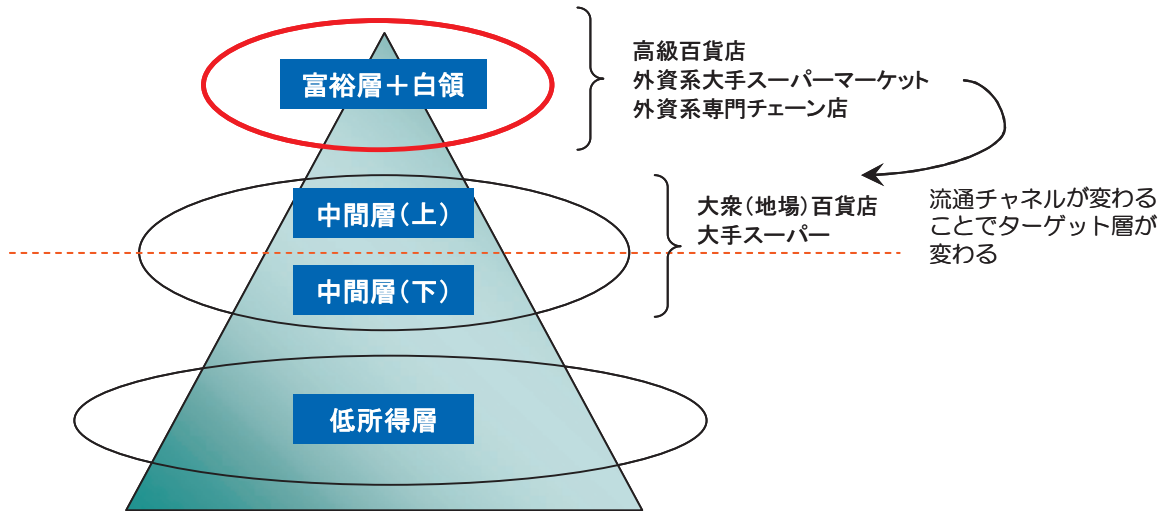 富裕層＋白領
高級百貨店
外資系大手スーパーマーケット
外資系専門チェーン店
中間層（上）
中間層（下）
大衆（地場）百貨店
大手スーパー
流通チャネルが変わる
ことでターゲット層が
変わる
低所得層